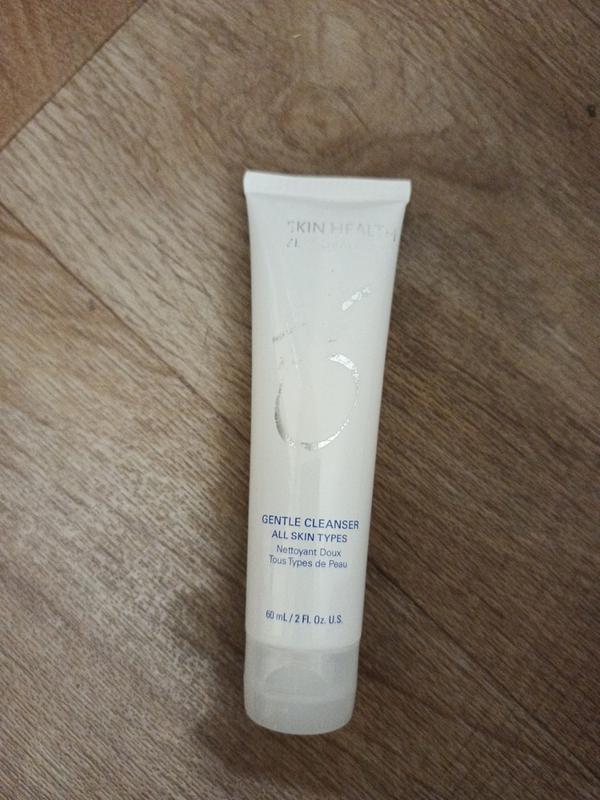 SKIN HEALTH
GENTLE CLEANSER
ALL SKIN TYPES
Nettoyant Doux
Tous Types de Peau
60 mL / 2 Fl. Oz. U.S.